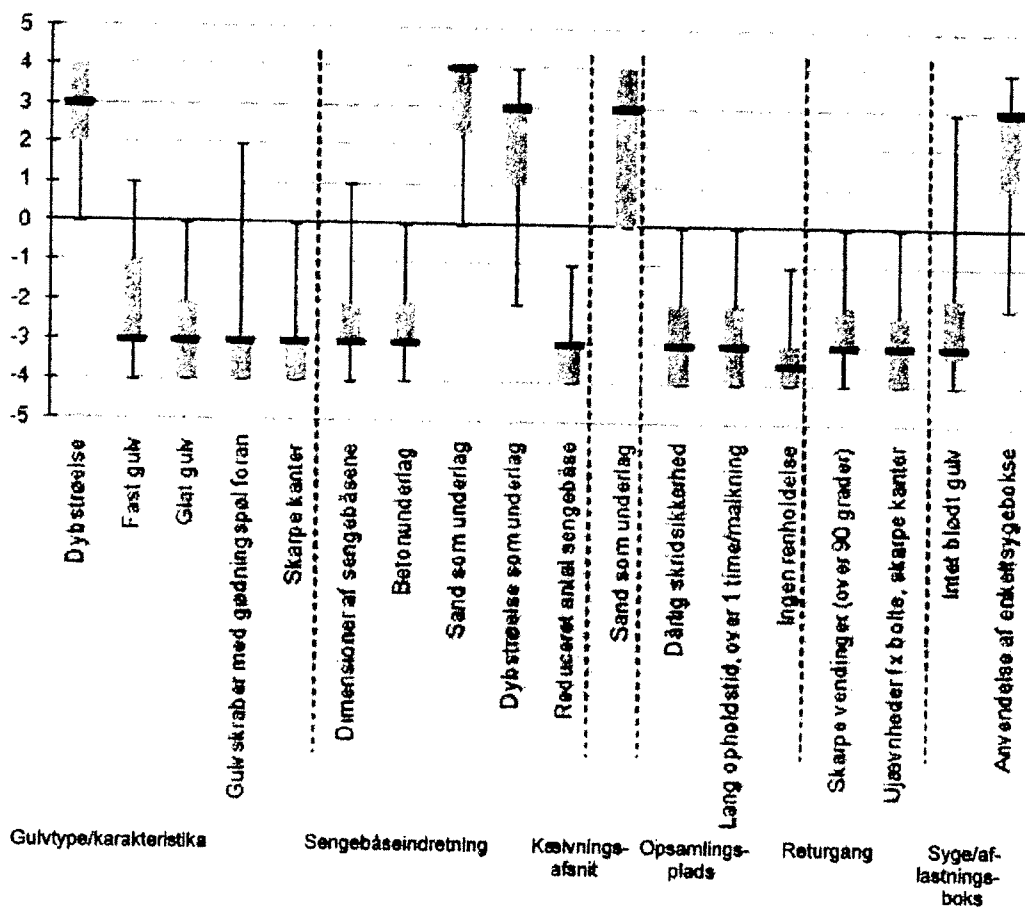 5
4
3
2
1
0
-1
-2
-3
-4
-5
Dybstrøelse
Fast gulv
Glat gulv
Gulvskraber med gødningspøl foran
Skarpe kanter
Dimensioner af sengebåsene
Betonunderlag
Sand som underlag
Dybstrøelse som underlag
Reduceret antal sengebåse
Sand som underlag
Dårlig skridsikkerhed
Lang opholdstid, over 1 time/malkning
Ingen renholdelse
Skarpe vendinger (over 90 grader)
Ujævnheder fx bolte, skarpe kanter
Intet blødt gulv
Anvendelse af enkeltsygebokse
Gulvtype/karakteristika
Sengebåseindretning
Kælvnings-
afsnit
Opsamlings-
plads
Returgang
Syge/af-
lastnings-
boks